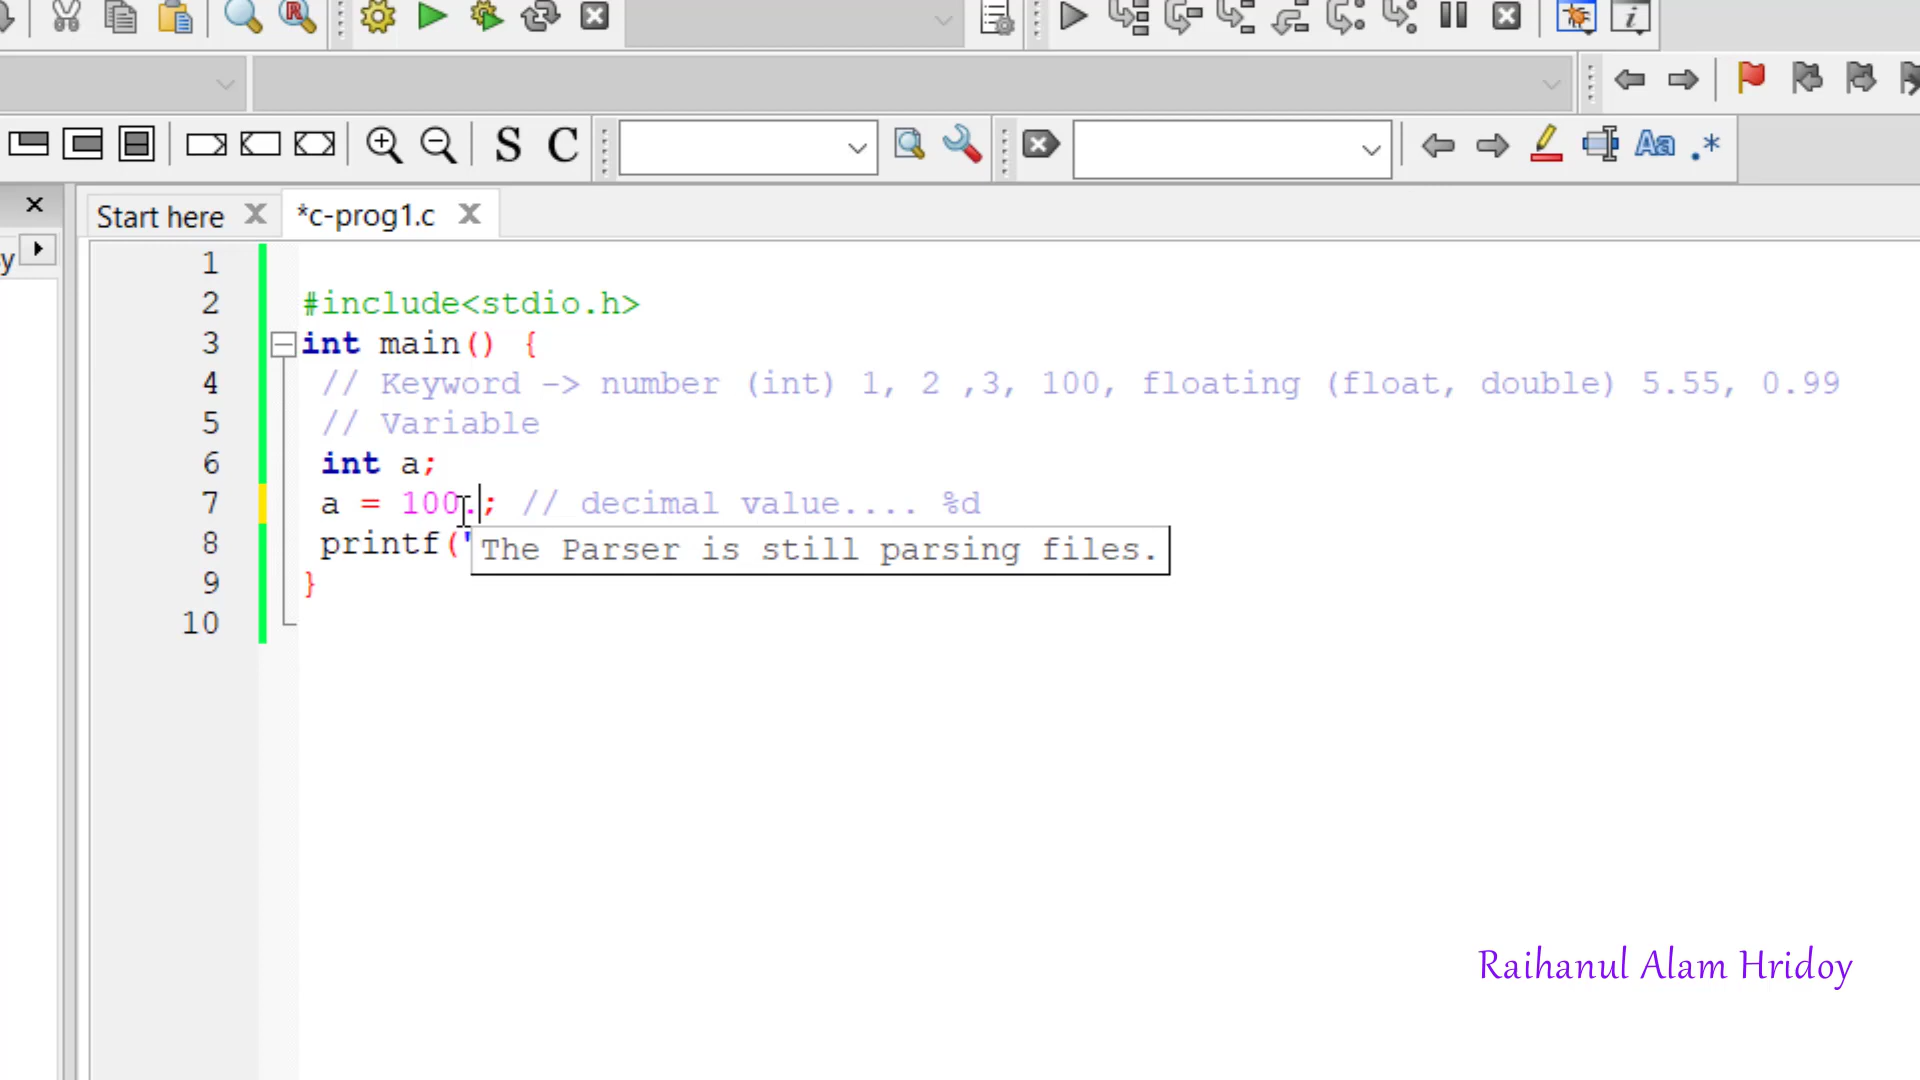 S C
Aa .*
y
Start here
*c-prog1.c
1
2 #include<stdio.h>
3 int main() {
4 // Keyword -> number (int) 1, 2 ,3, 100, floating (float, double) 5.55, 0.99
5 // Variable
6 int a;
7 a = 100.; // decimal value.... %d
8 printf("
The Parser is still parsing files.
9 }
10
Raihanul Alam Hridoy